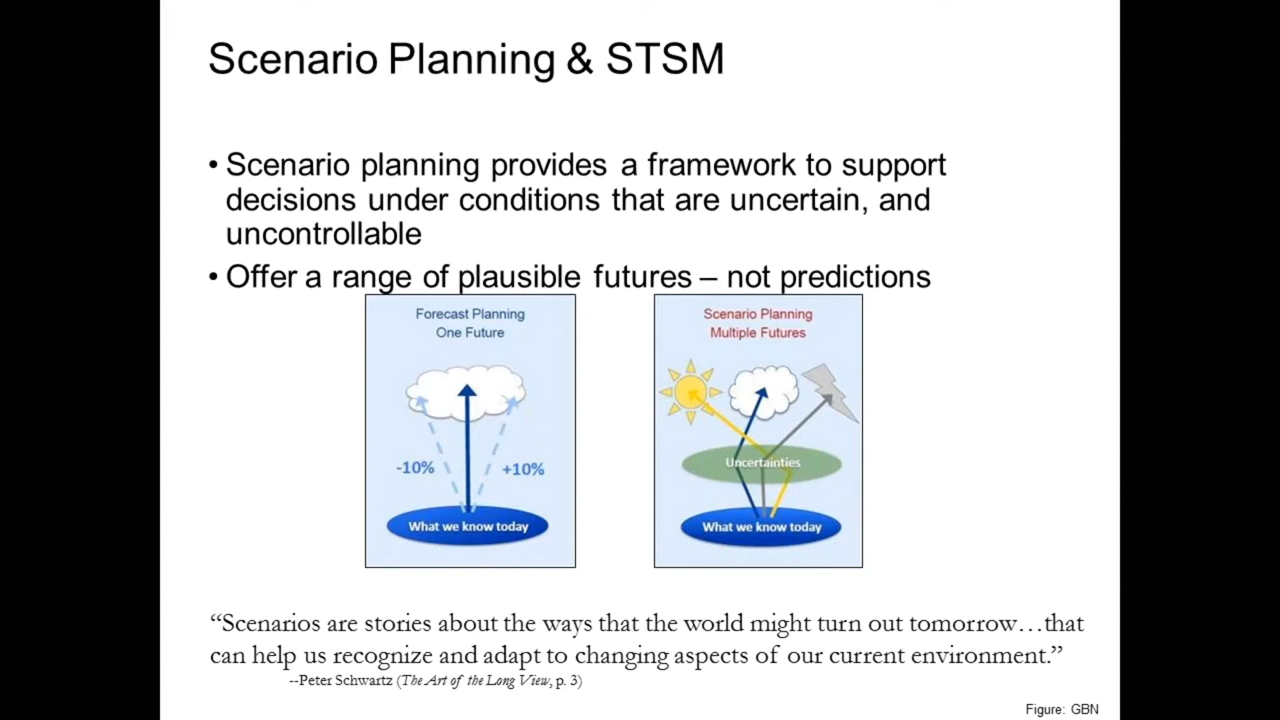 Scenario Planning & STSM
• Scenario planning provides a framework to support
decisions under conditions that are uncertain, and
uncontrollable
• Offer a range of plausible futures – not predictions
Forecast Planning
One Future
-10%
+10%
What we know today
Scenario Planning
Multiple Futures
Uncertainties
What we know today
“Scenarios are stories about the ways that the world might turn out tomorrow…that
can help us recognize and adapt to changing aspects of our current environment.”
--Peter Schwartz (The Art of the Long View, p. 3)
Figure: GBN